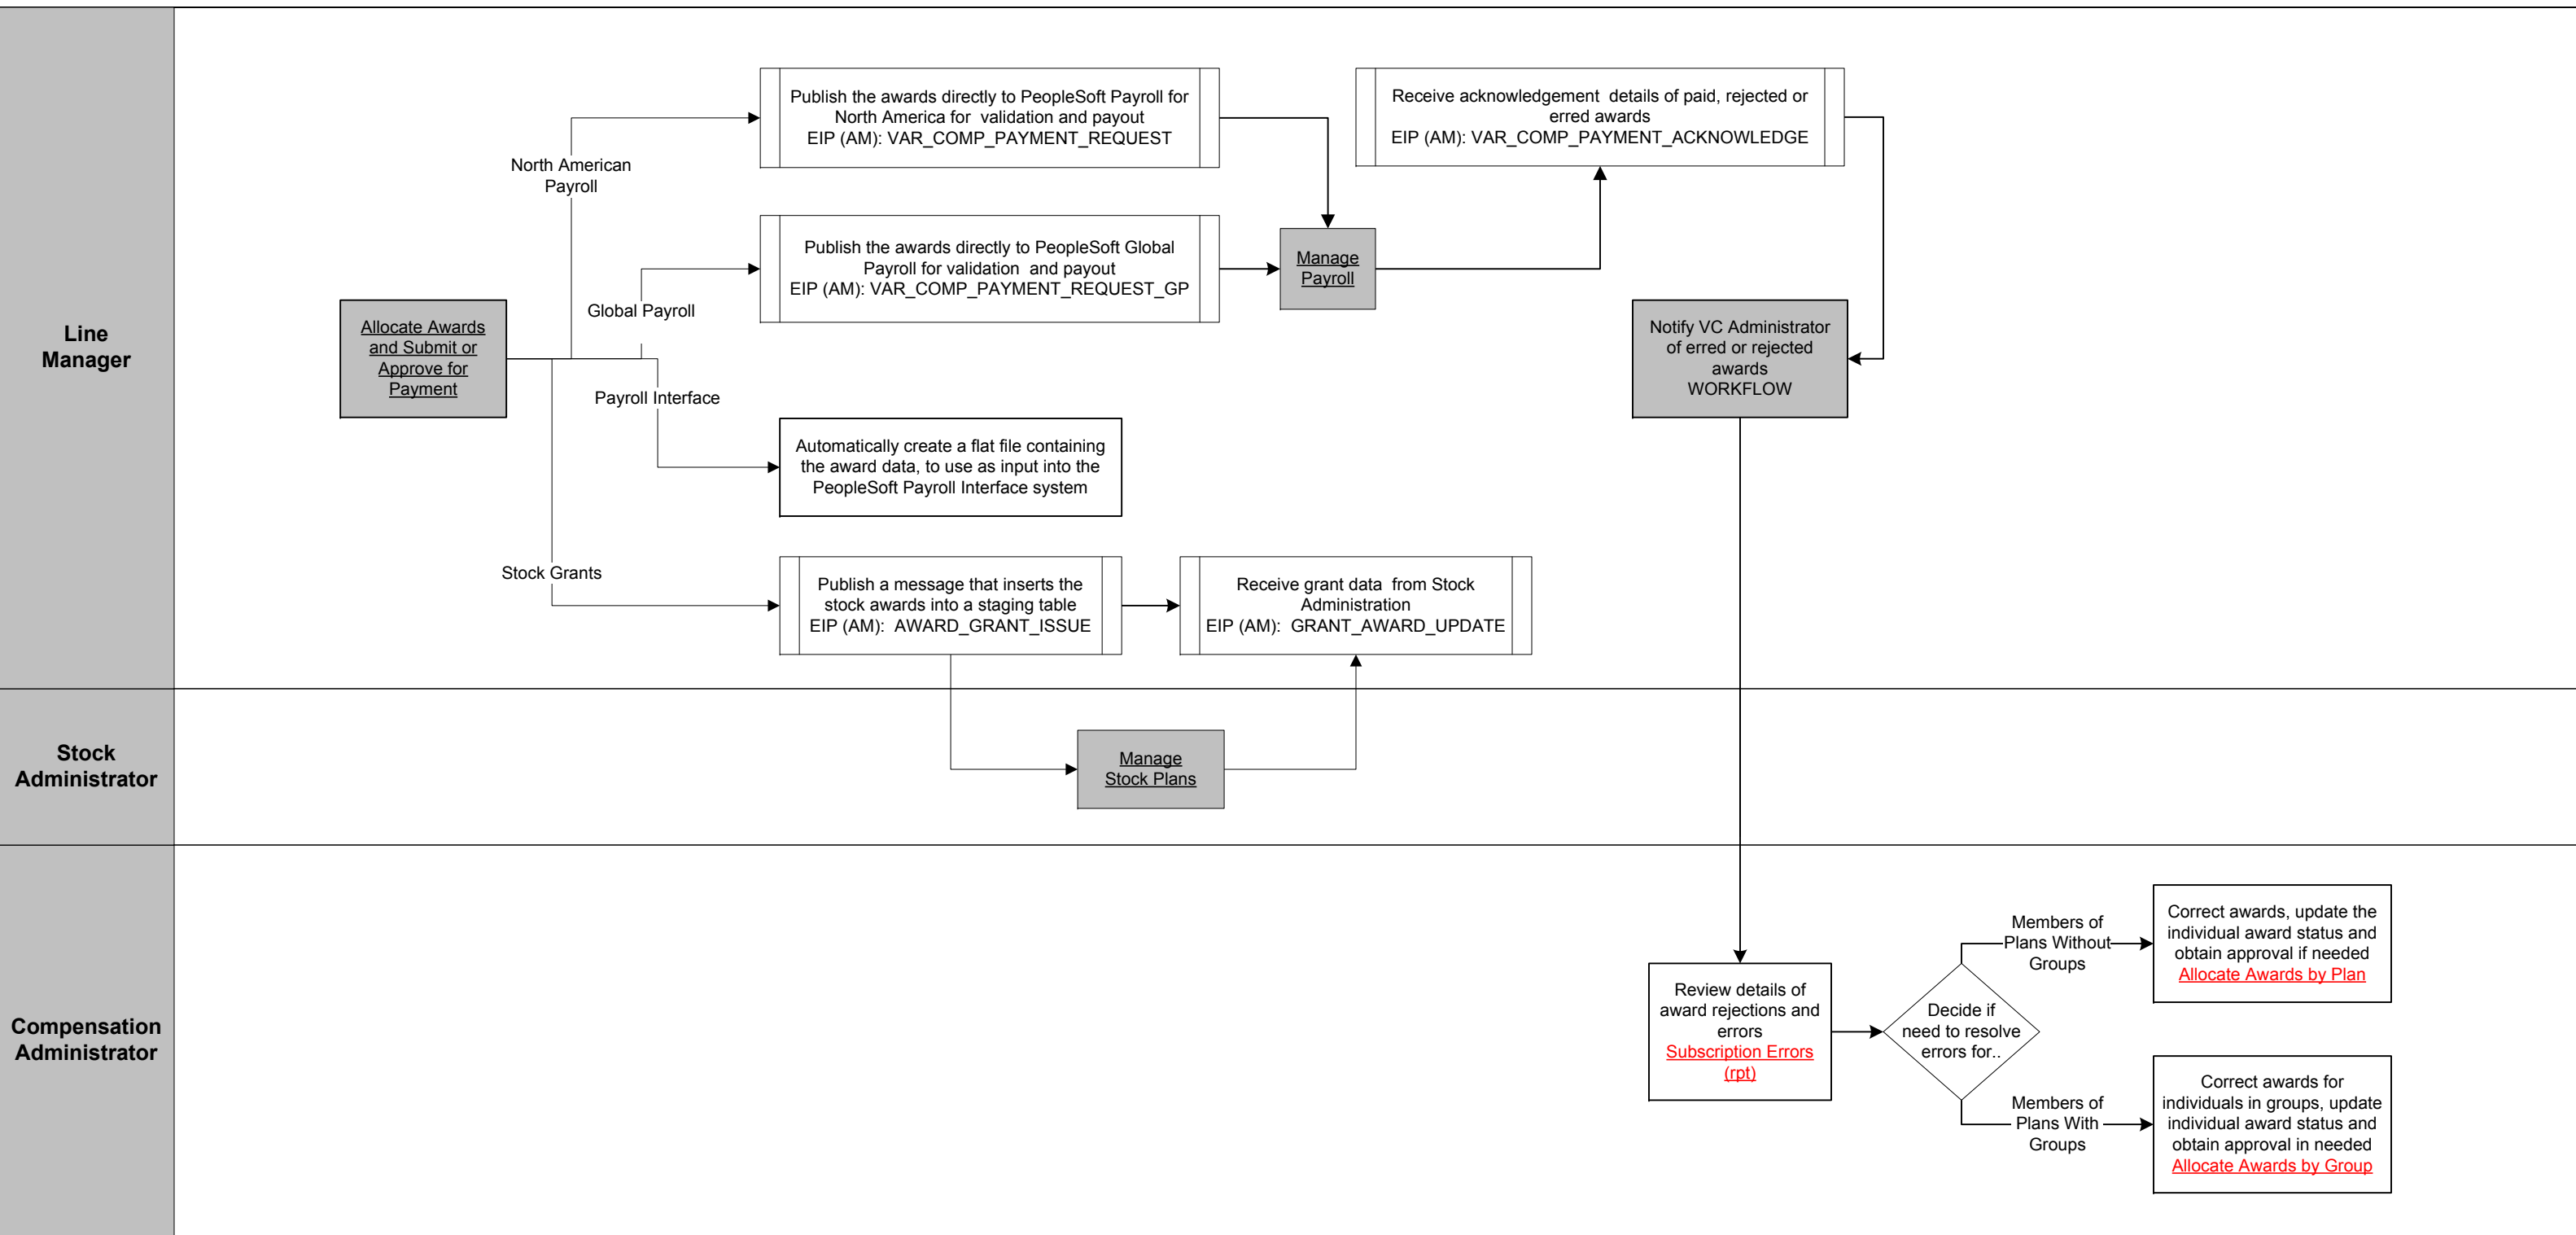 Line
Manager
Allocate Awards
and Submit or
Approve for
Payment
North American
Payroll
Global Payroll
Payroll Interface
Stock Grants
Publish the awards directly to PeopleSoft Payroll for
North America for validation and payout
EIP (AM): VAR_COMP_PAYMENT_REQUEST
Publish the awards directly to PeopleSoft Global
Payroll for validation and payout
EIP (AM): VAR_COMP_PAYMENT_REQUEST_GP
Automatically create a flat file containing
the award data, to use as input into the
PeopleSoft Payroll Interface system
Publish a message that inserts the
stock awards into a staging table
EIP (AM): AWARD_GRANT_ISSUE
Receive grant data from Stock
Administration
EIP (AM): GRANT_AWARD_UPDATE
Manage
Payroll
Receive acknowledgement details of paid, rejected or
erred awards
EIP (AM): VAR_COMP_PAYMENT_ACKNOWLEDGE
Notify VC Administrator
of erred or rejected
awards
WORKFLOW
Stock
Administrator
Manage
Stock Plans
Compensation
Administrator
Review details of
award rejections and
errors
Subscription Errors
(rpt)
Decide if
need to resolve
errors for..
Members of
Plans Without
Groups
Correct awards, update the
individual award status and
obtain approval if needed
Allocate Awards by Plan
Members of
Plans With
Groups
Correct awards for
individuals in groups, update
individual award status and
obtain approval in needed
Allocate Awards by Group